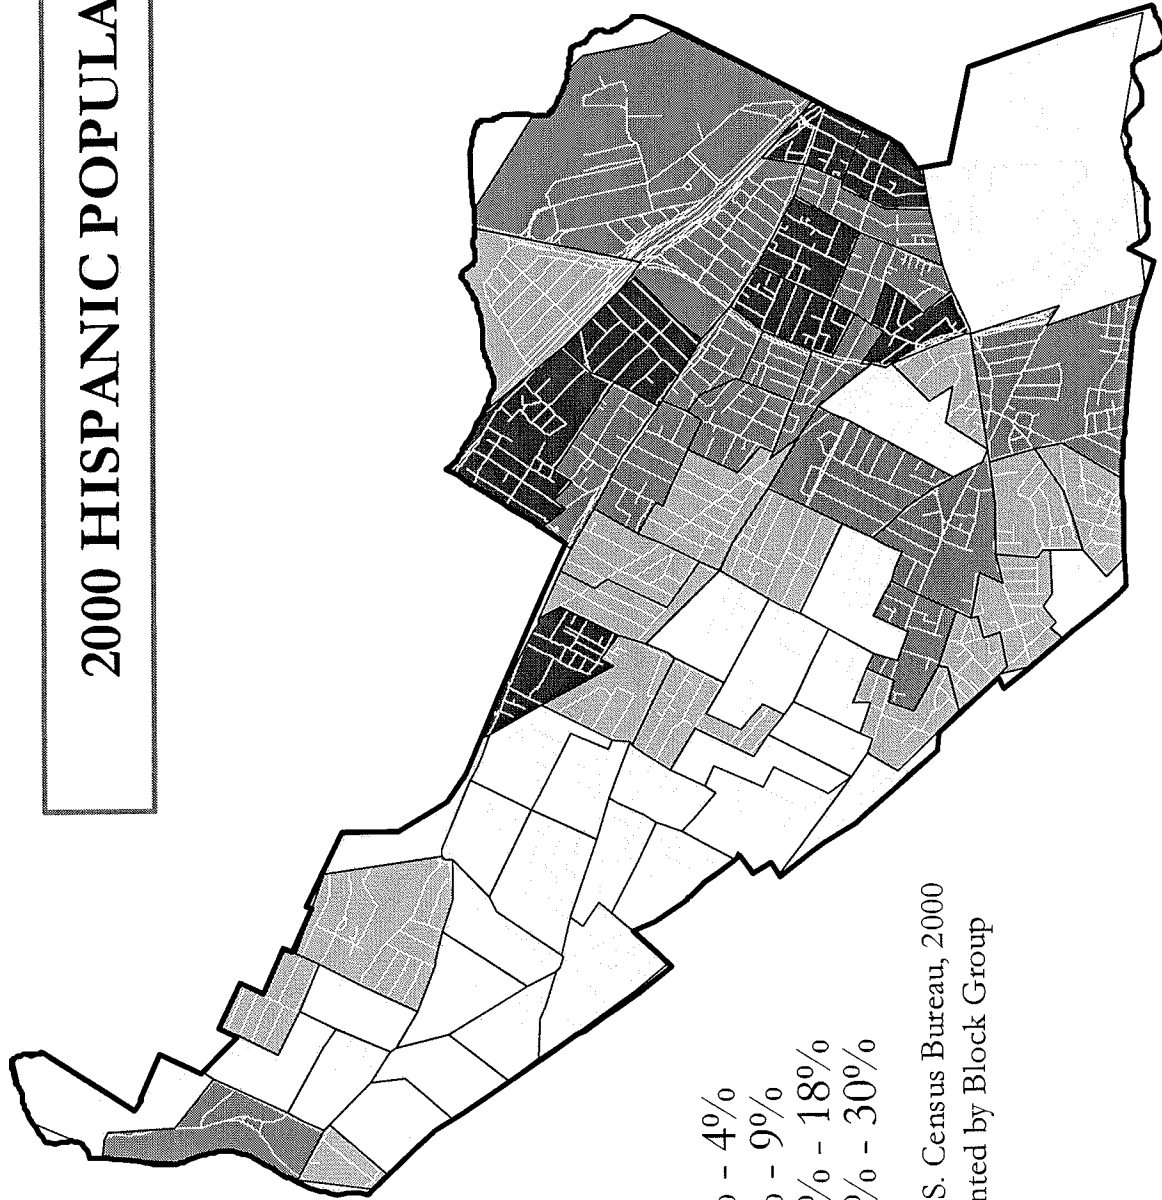 2000 HISPANIC POPULA
% - 4%
% - 9%
% - 18%
% - 30%
S. Census Bureau, 2000
nted by Block Group